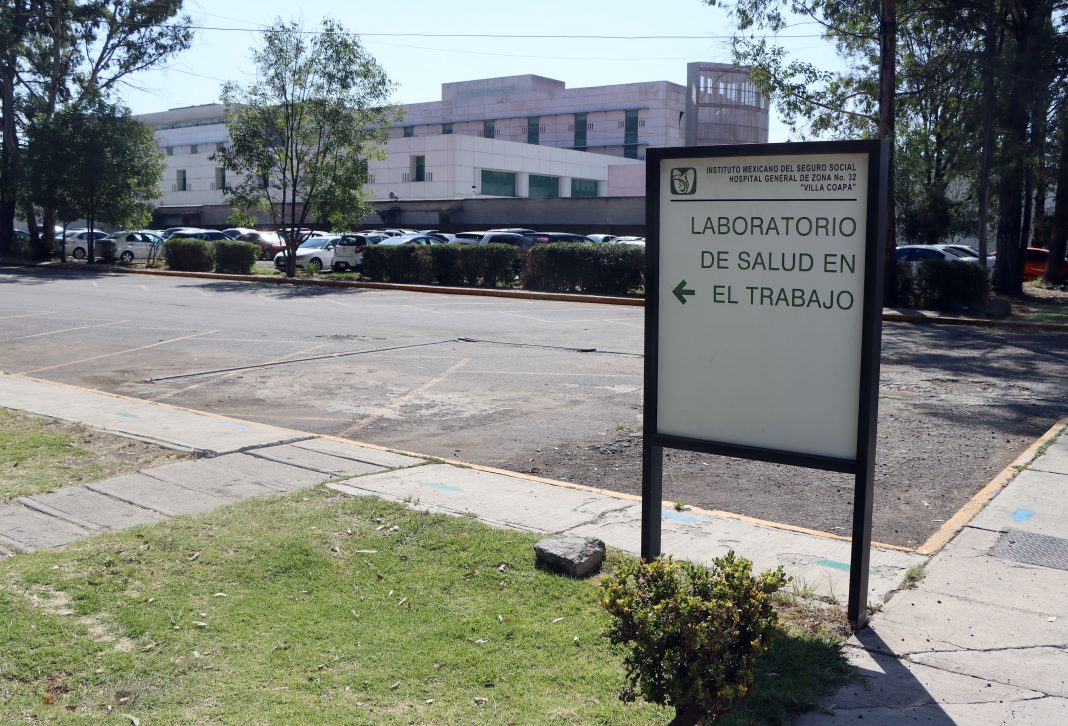 INSTITUTO MEXICANO DEL SEGURO SOCIAL
HOSPITAL GENERAL DE ZONA No. 32
"VILLA COAPA"
LABORATORIO
DE SALUD EN
EL TRABAJO